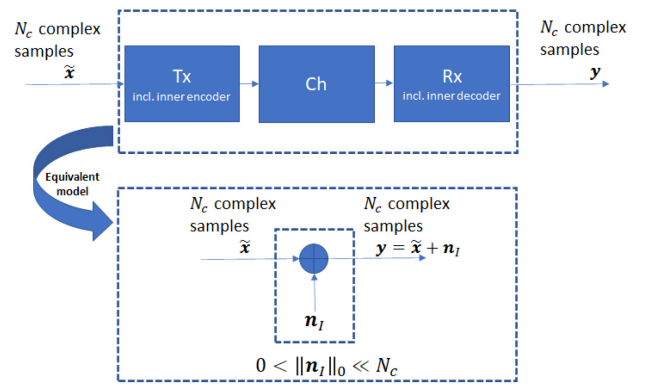 N_c complex
samples
x̃
Tx
incl. inner encoder
Ch
Rx
incl. inner decoder
N_c complex
samples
y
Equivalent
model
N_c complex
samples
x̃
N_c complex
samples
y = x̃ + n_I
n_I
0 < ‖n_I‖_0 ≪ N_c